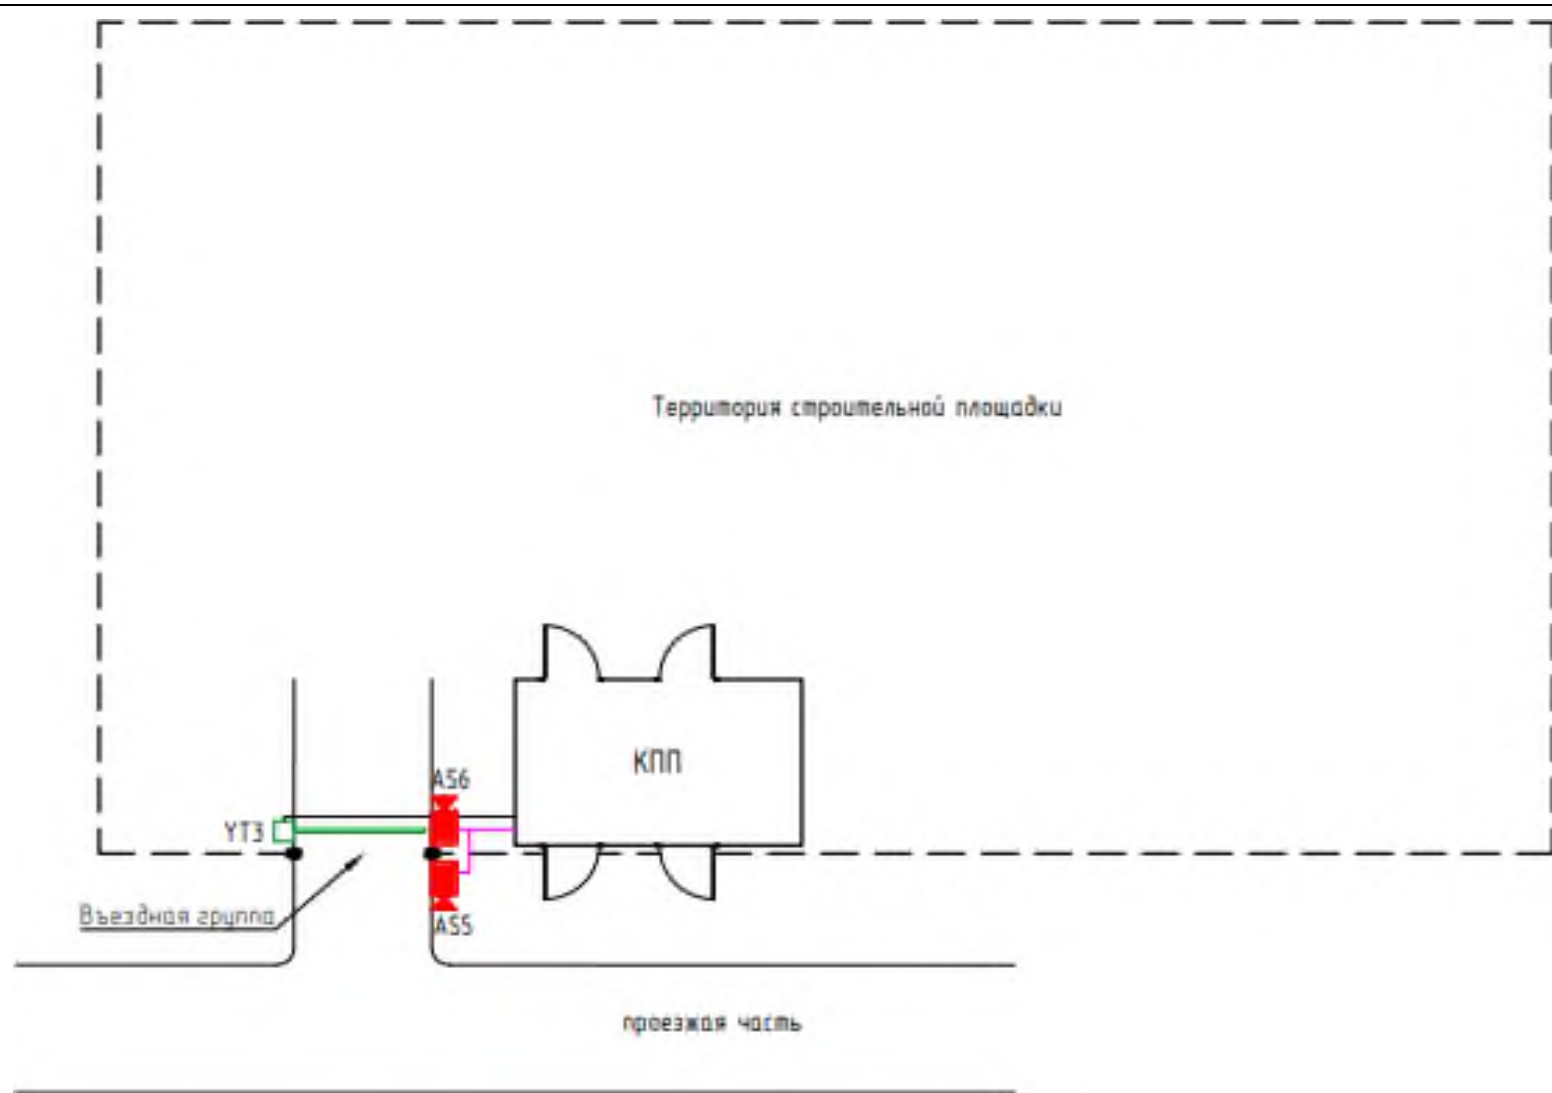 Территория строительной площадки
КПП
AS6
YT3
Въездная группа
AS5
проезжая часть